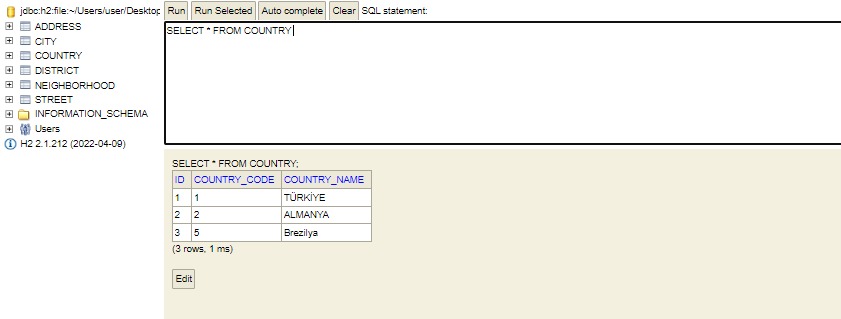 jdbc:h2:file:~/Users/user/Desktop
ADDRESS
CITY
COUNTRY
DISTRICT
NEIGHBORHOOD
STREET
INFORMATION_SCHEMA
Users
H2 2.1.212 (2022-04-09)
Run Run Selected Auto complete Clear SQL statement:
SELECT * FROM COUNTRY
SELECT * FROM COUNTRY;
ID COUNTRY_CODE COUNTRY_NAME
1 1 TÜRKİYE
2 2 ALMANYA
3 5 Brezilya
(3 rows, 1 ms)
Edit